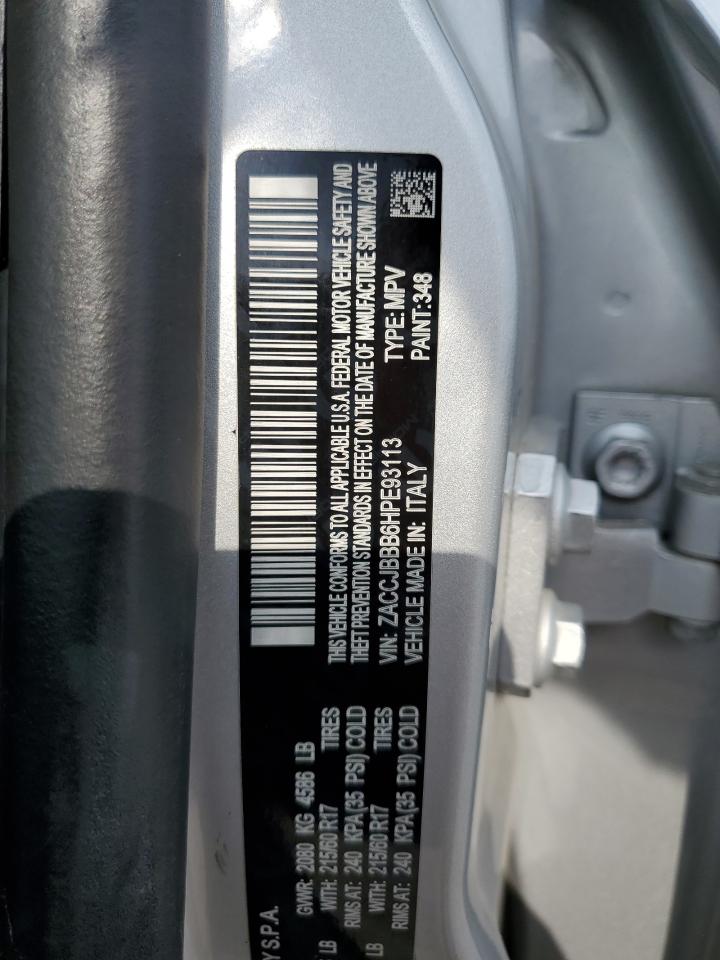 Y S.P.A.
GVWR: 2080 KG 4586 LB
LB WITH: 215/60 R17 TIRES
RIMS AT: 240 KPA(35 PSI) COLD
LB WITH: 215/60 R17 TIRES
RIMS AT: 240 KPA(35 PSI) COLD
THIS VEHICLE CONFORMS TO ALL APPLICABLE U.S.A. FEDERAL MOTOR VEHICLE SAFETY AND
THEFT PREVENTION STANDARDS IN EFFECT ON THE DATE OF MANUFACTURE SHOWN ABOVE
VIN: ZACCJBBB6HPE93113 TYPE: MPV
VEHICLE MADE IN: ITALY PAINT:348